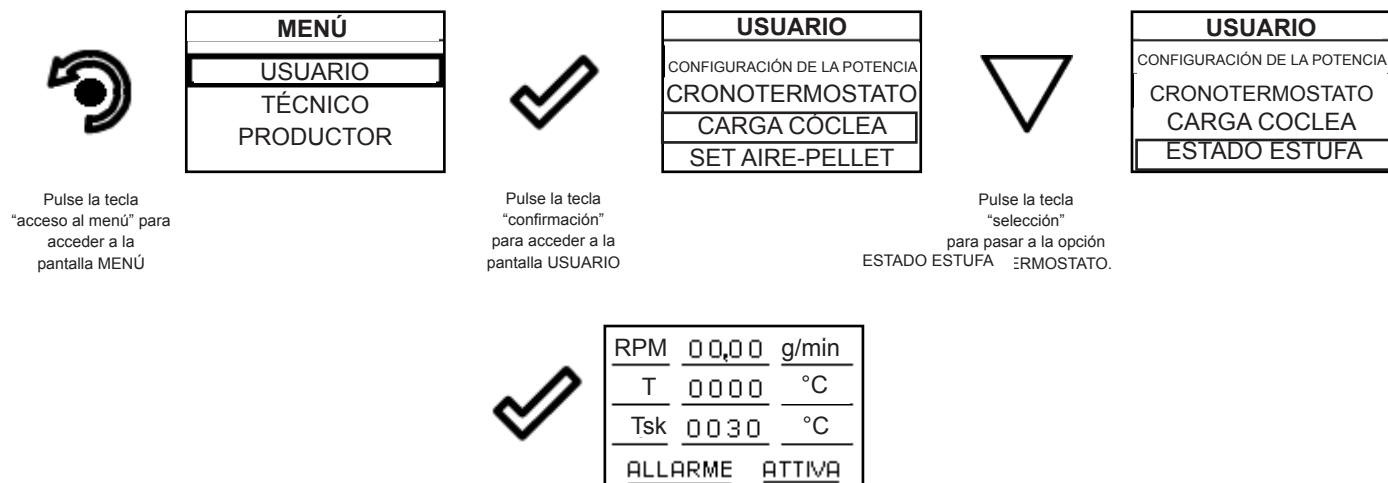 MENÚ
USUARIO
TÉCNICO
PRODUCTOR
Pulse la tecla
“acceso al menú” para
acceder a la
pantalla MENÚ
USUARIO
CONFIGURACIÓN DE LA POTENCIA
CRONOTERMOSTATO
CARGA CÓCLEA
SET AIRE-PELLET
Pulse la tecla
“confirmación”
para acceder a la
pantalla USUARIO
USUARIO
CONFIGURACIÓN DE LA POTENCIA
CRONOTERMOSTATO
CARGA COCLEA
ESTADO ESTUFA
Pulse la tecla
“selección”
para pasar a la opción
ESTADO ESTUFA ERMOSTATO.
RPM 00,00 g/min
T 0000 °C
Tsk 0030 °C
ALLARME ATTIVA